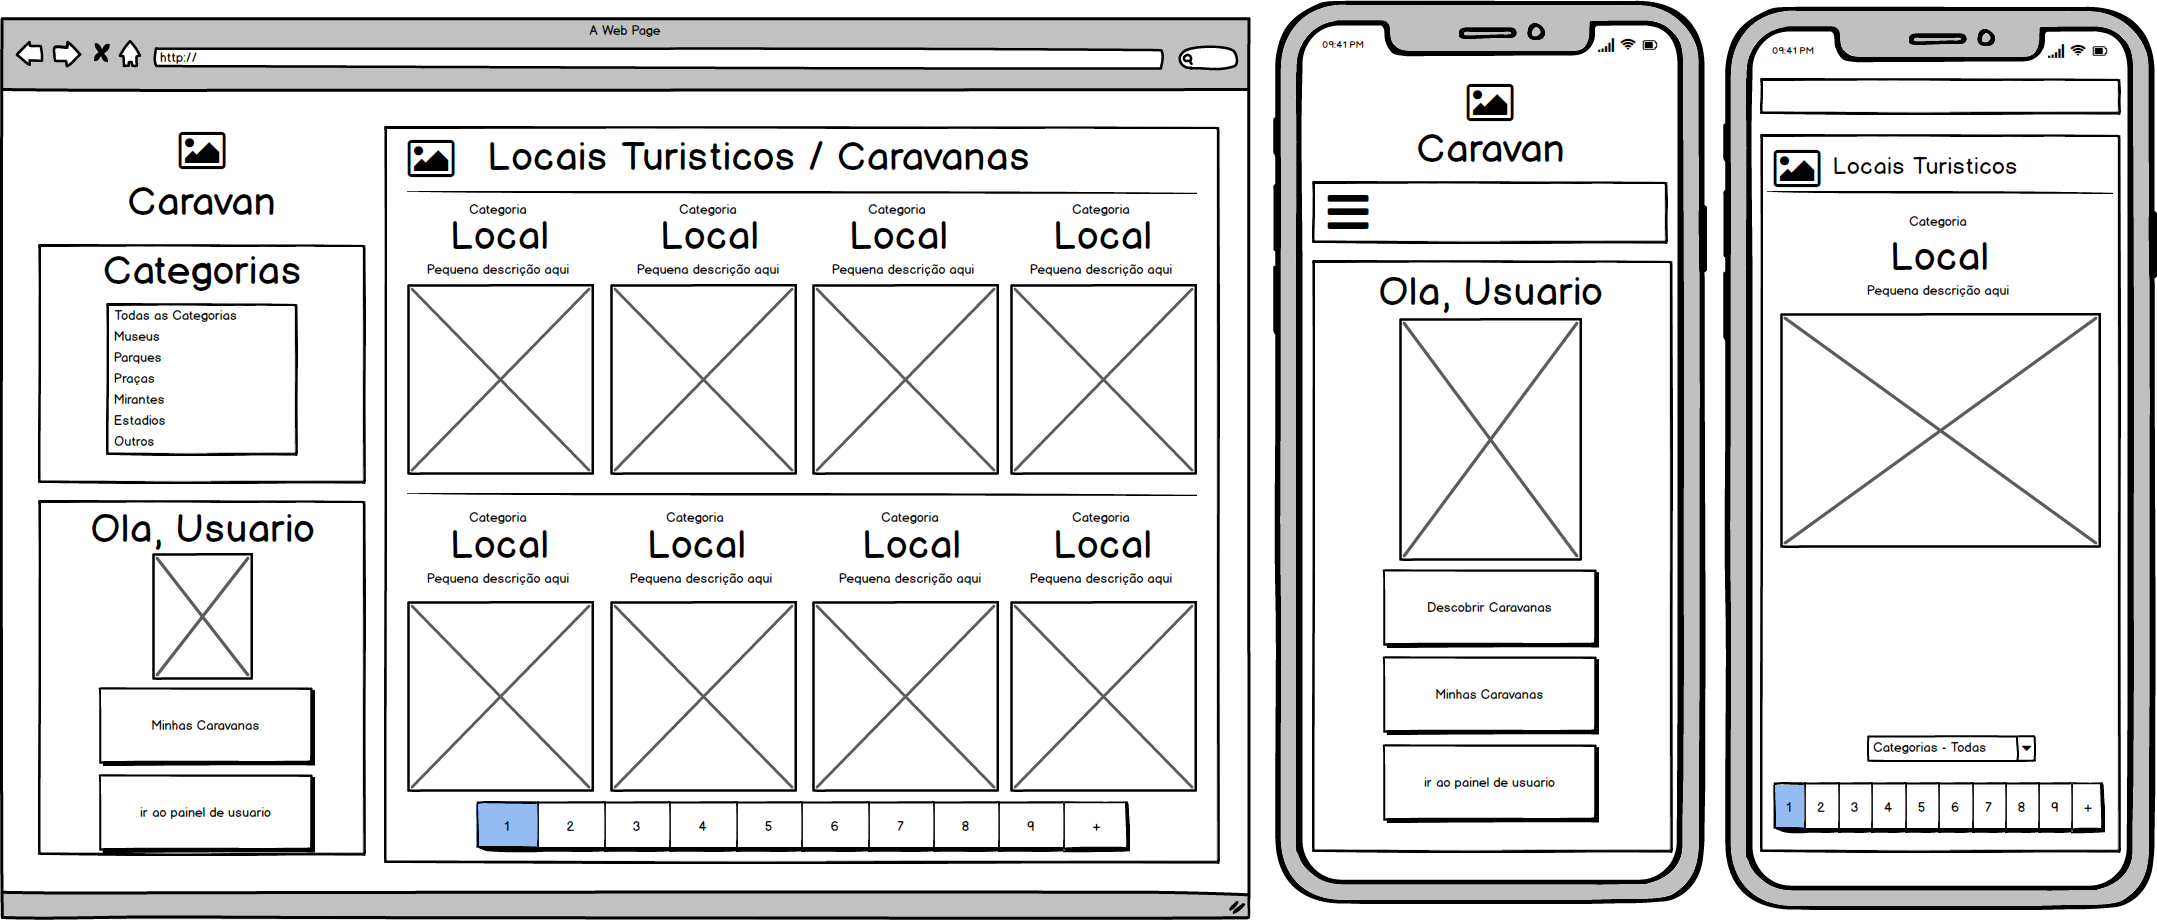 A Web Page
http://
Caravan
Categorias
Todas as Categorias
Museus
Parques
Praças
Mirantes
Estadios
Outros
Ola, Usuario
Minhas Caravanas
ir ao painel de usuario
Locais Turisticos / Caravanas
Categoria Categoria Categoria Categoria
Local Local Local Local
Pequena descrição aqui Pequena descrição aqui Pequena descrição aqui Pequena descrição aqui
Categoria Categoria Categoria Categoria
Local Local Local Local
Pequena descrição aqui Pequena descrição aqui Pequena descrição aqui Pequena descrição aqui
1 2 3 4 5 6 7 8 9 +
09:41 PM
Caravan
Ola, Usuario
Descobrir Caravanas
Minhas Caravanas
ir ao painel de usuario
09:41 PM
Locais Turisticos
Categoria
Local
Pequena descrição aqui
Categorias - Todas
1 2 3 4 5 6 7 8 9 +